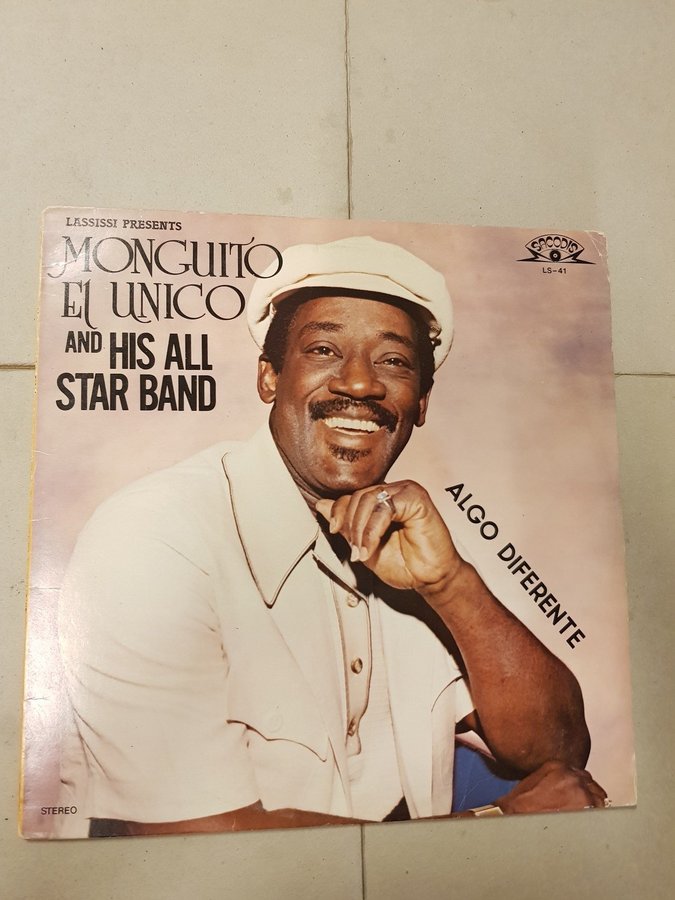 LASSISSI PRESENTS
MONGUITO
El UNICO
AND HIS ALL
STAR BAND
SACODIS
LS-41
ALGO DIFERENTE
STEREO